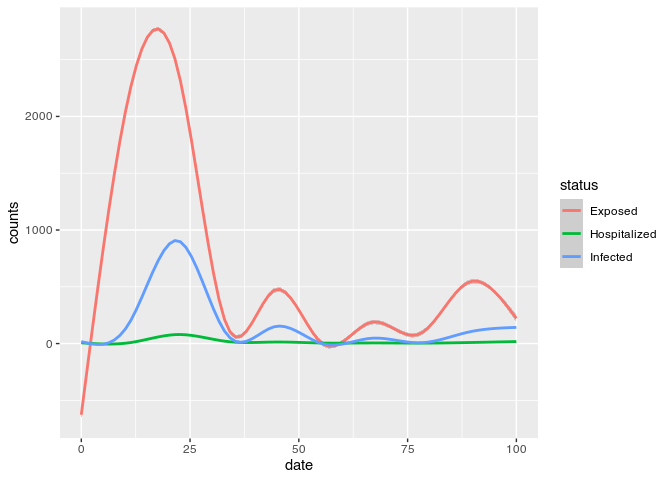 counts
2000
1000
0
0
25
50
75
100
date
status
Exposed
Hospitalized
Infected